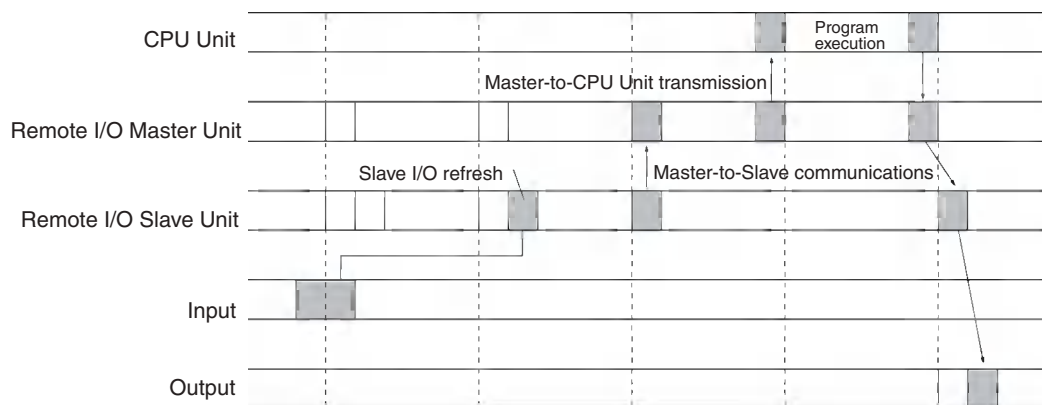 CPU Unit
Program
execution
Master-to-CPU Unit transmission
Remote I/O Master Unit
Slave I/O refresh
Master-to-Slave communications
Remote I/O Slave Unit
Input
Output